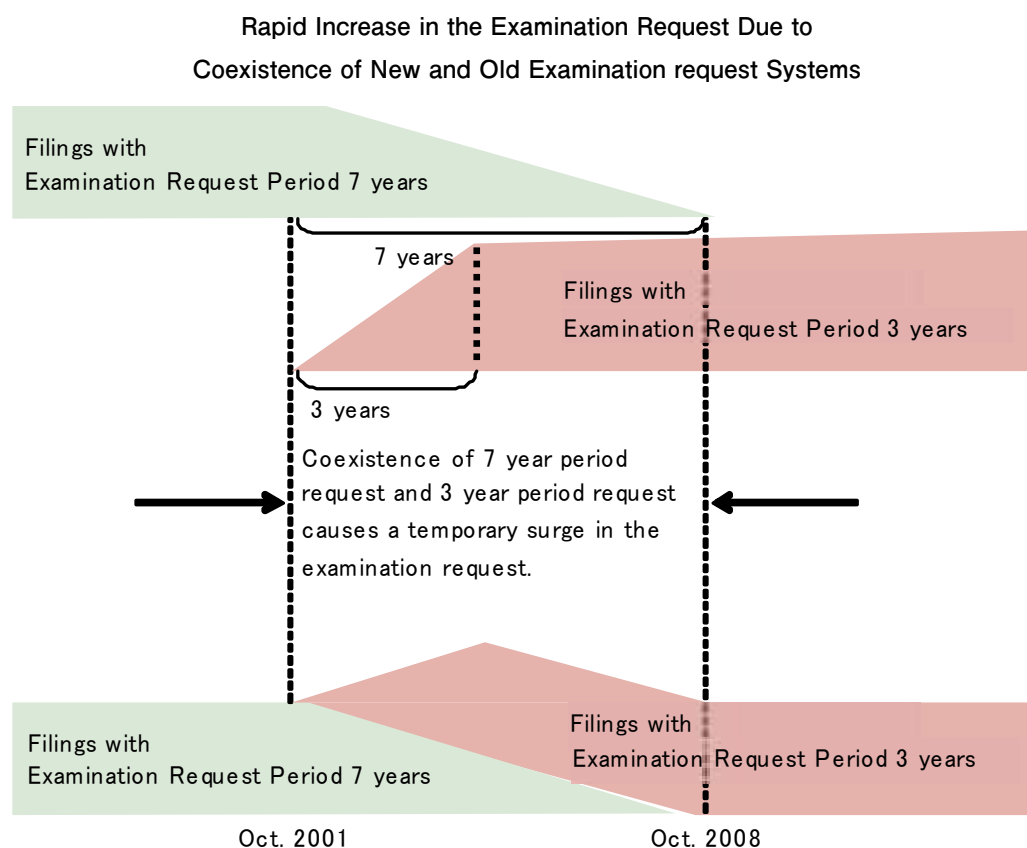 Rapid Increase in the Examination Request Due to
Coexistence of New and Old Examination request Systems
Filings with
Examination Request Period 7 years
7 years
Filings with
Examination Request Period 3 years
3 years
Coexistence of 7 year period
request and 3 year period request
causes a temporary surge in the
examination request.
Filings with
Examination Request Period 3 years
Filings with
Examination Request Period 7 years
Oct. 2001
Oct. 2008